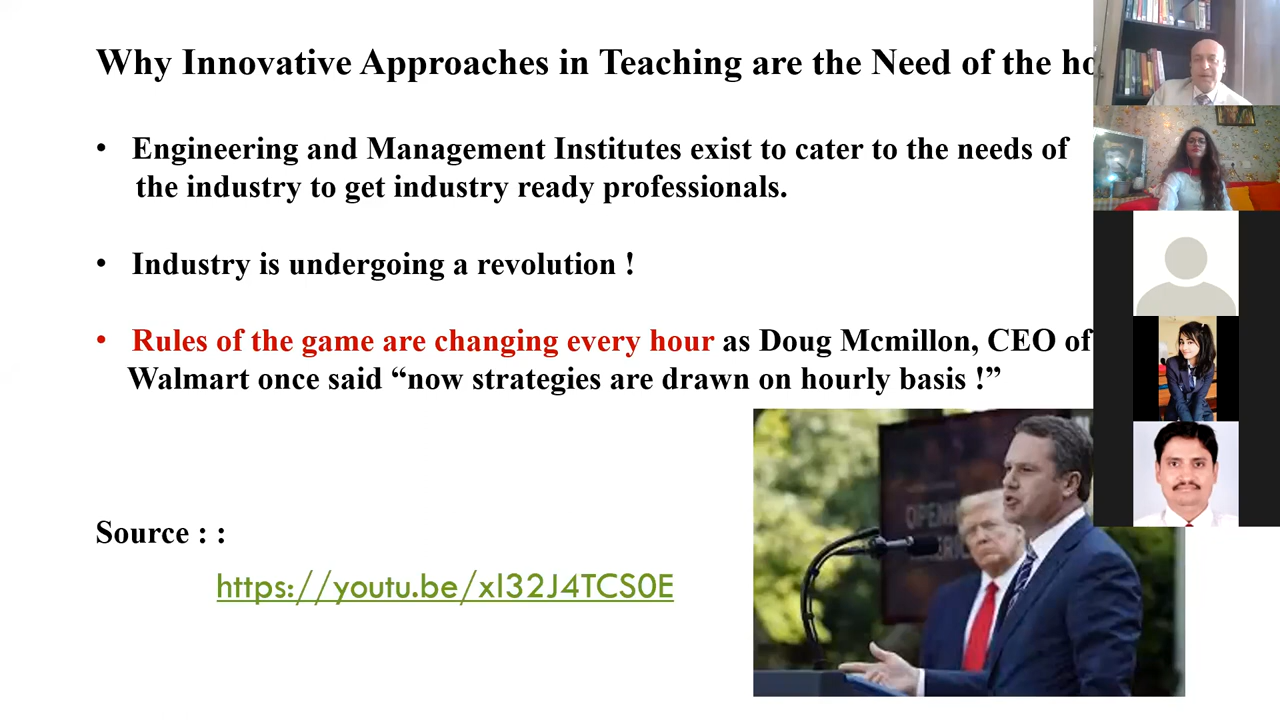 Why Innovative Approaches in Teaching are the Need of the ho
• Engineering and Management Institutes exist to cater to the needs of
the industry to get industry ready professionals.
• Industry is undergoing a revolution !
• Rules of the game are changing every hour as Doug Mcmillon, CEO of
Walmart once said “now strategies are drawn on hourly basis !”
OPEN
Source : :
https://youtu.be/xl32J4TCS0E